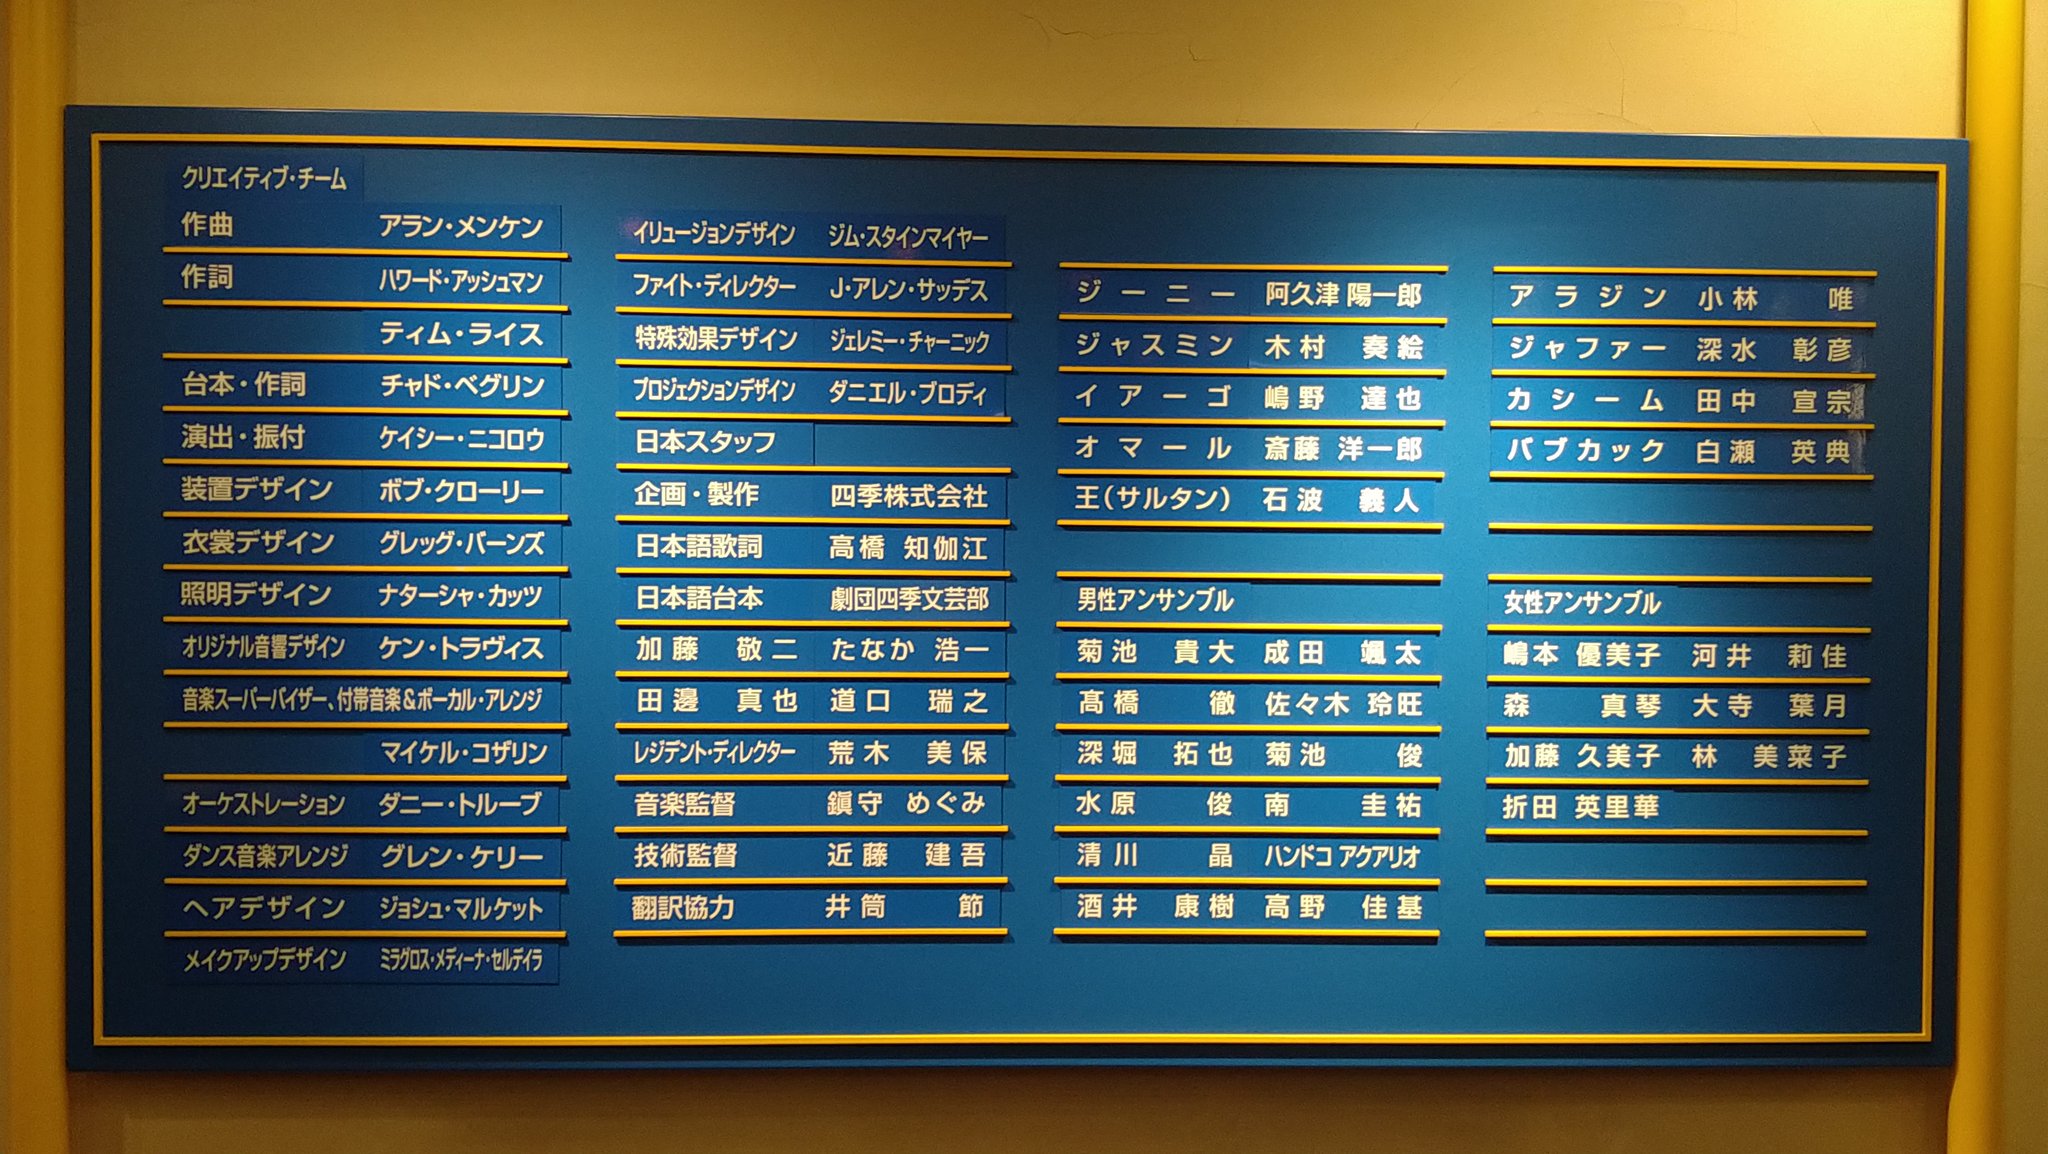 クリエイティブ・チーム
作曲 アラン・メンケン
作詞 ハワード・アッシュマン
ティム・ライス
台本・作詞 チャド・ベグリン
演出・振付 ケイシー・ニコロウ
装置デザイン ボブ・クローリー
衣裳デザイン グレッグ・バーンズ
照明デザイン ナターシャ・カッツ
オリジナル音響デザイン ケン・トラヴィス
音楽スーパーバイザー、付帯音楽&ボーカル・アレンジ
マイケル・コザリン
オーケストレーション ダニー・トルーブ
ダンス音楽アレンジ グレン・ケリー
ヘアデザイン ジョシュ・マルケット
メイクアップデザイン ミラグロス・メディーナ・セルデイラ
イリュージョンデザイン ジム・スタインマイヤー
ファイト・ディレクター J・アレン・サッデス
特殊効果デザイン ジェレミー・チャーニック
プロジェクションデザイン ダニエル・ブロディ
日本スタッフ
企画・製作 四季株式会社
日本語歌詞 高橋 知伽江
日本語台本 劇団四季文芸部
加藤 敬二 たなか 浩一
田邊 真也 道口 瑞之
レジデント・ディレクター 荒木 美保
音楽監督 鎭守 めぐみ
技術監督 近藤 建吾
翻訳協力 井筒 節
ジーニー 阿久津 陽一郎
ジャスミン 木村 奏絵
イアーゴ 嶋野 達也
オマール 斎藤 洋一郎
王(サルタン) 石波 義人
男性アンサンブル
菊池 貴大 成田 颯太
髙橋 徹 佐々木 玲旺
深堀 拓也 菊池 俊
水原 俊 南 圭祐
清川 晶 ハンドコ アクアリオ
酒井 康樹 高野 佳基
アラジン 小林 唯
ジャファー 深水 彰彦
カシーム 田中 宣宗
バブカック 白瀬 英典
女性アンサンブル
嶋本 優美子 河井 莉佳
森 真琴 大寺 葉月
加藤 久美子 林 美菜子
折田 英里華